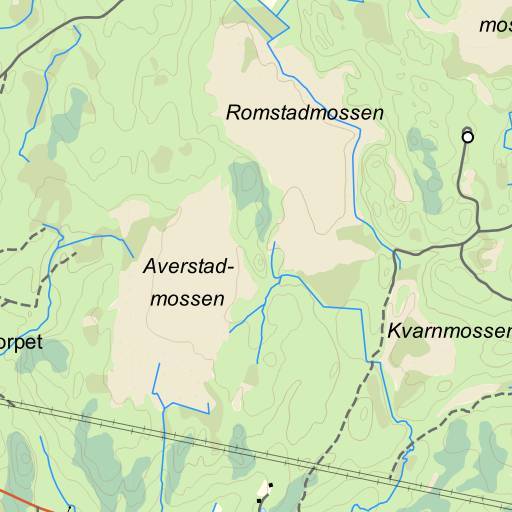 mos
Romstadmossen
Averstad-
mossen
Kvarnmossen
orpet